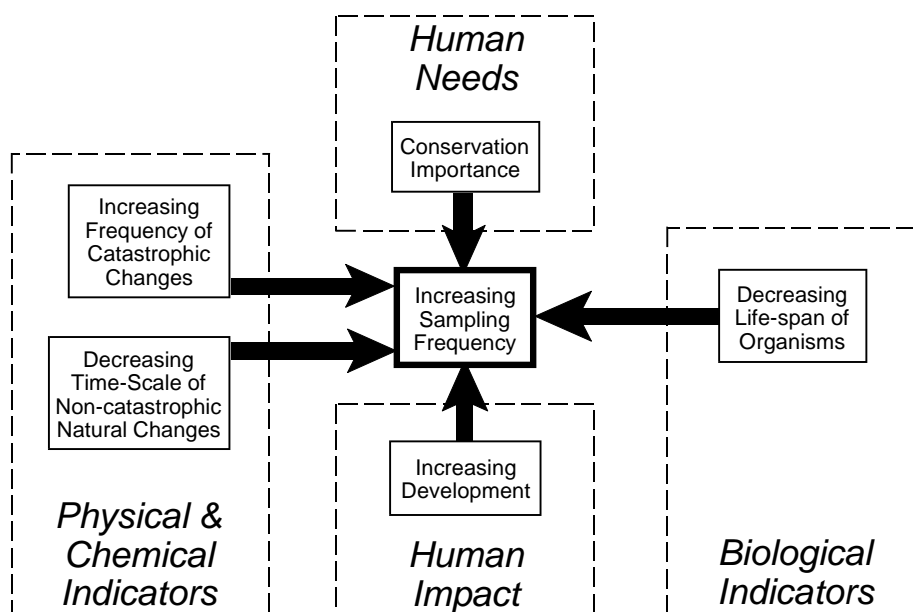 Human
Needs
Conservation
Importance
Increasing
Frequency of
Catastrophic
Changes
Increasing
Sampling
Frequency
Decreasing
Life-span of
Organisms
Decreasing
Time-Scale of
Non-catastrophic
Natural Changes
Increasing
Development
Physical &
Chemical
Indicators
Human
Impact
Biological
Indicators